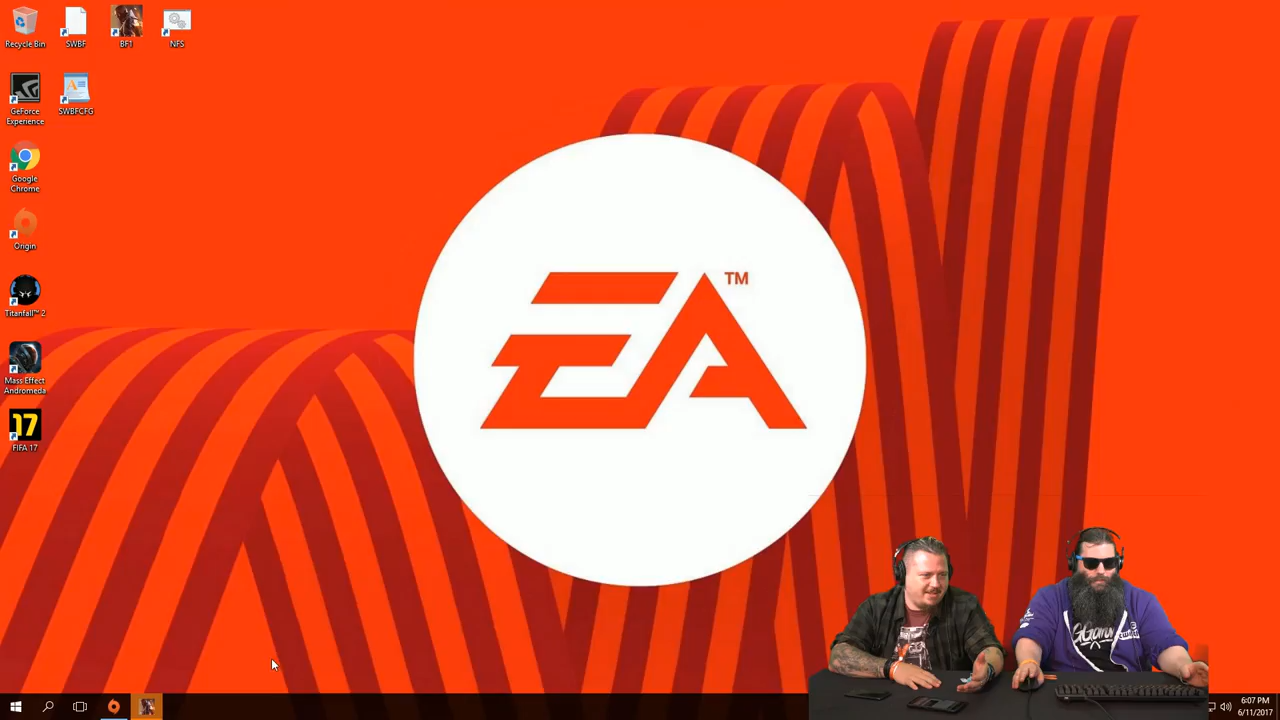 Recycle Bin
SWBF
BF1
NFS
GeForce
Experience
SWBFCFG
Google
Chrome
Origin
Titanfall™ 2
Mass Effect
Andromeda
17
FIFA 17
EA
TM
6:07 PM
6/11/2017